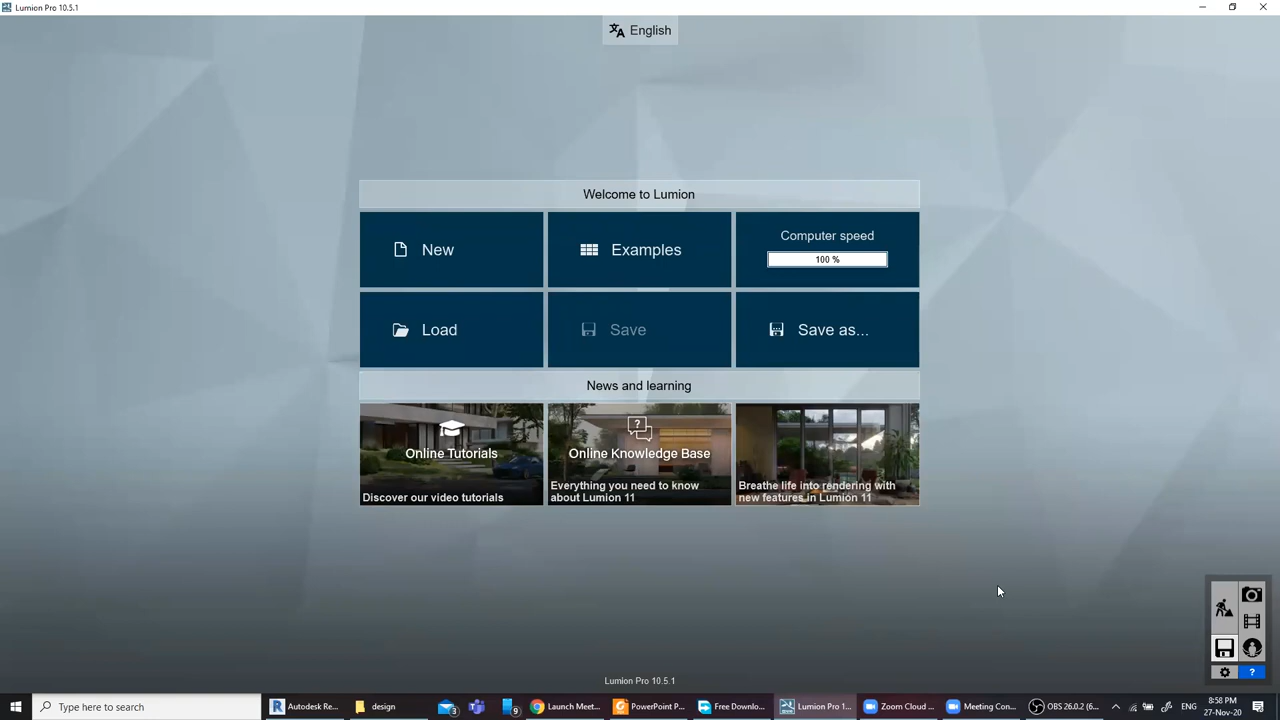 Lumion Pro 10.5.1
English
Welcome to Lumion
New
Examples
Computer speed
100 %
Load
Save
Save as...
News and learning
Online Tutorials
Discover our video tutorials
Online Knowledge Base
Everything you need to know
about Lumion 11
Breathe life into rendering with
new features in Lumion 11
?
Lumion Pro 10.5.1
Type here to search
Autodesk Re...
design
3
9
Launch Meet...
PowerPoint P...
Free Downlo...
Lumion Pro 1...
Zoom Cloud ...
Meeting Con...
OBS 26.0.2 (6...
ENG
8:58 PM
27-Nov-20